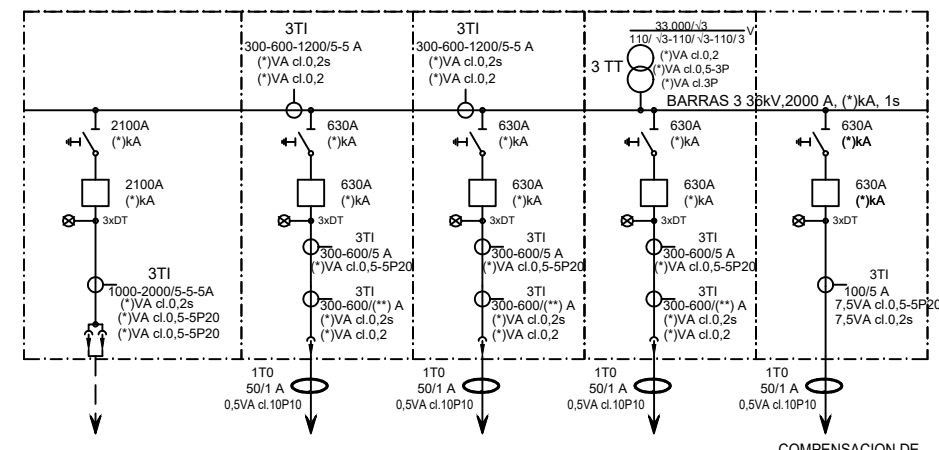 3TI
300-600-1200/5-5 A
(*)VA cl.0,2s
(*)VA cl.0,2
3TI
300-600-1200/5-5 A
(*)VA cl.0,2s
(*)VA cl.0,2
33.000/√3
110/ √3-110/ √3-110/3
V
3 TT
(*)VA cl.0,2
(*)VA cl.0,5-3P
(*)VA cl.3P
BARRAS 3 36kV,2000 A, (*)kA, 1s
2100A
(*)kA
2100A
(*)kA
3xDT
3TI
1000-2000/5-5-5A
(*)VA cl.0,2s
(*)VA cl.0,5-5P20
(*)VA cl.0,5-5P20
630A
(*)kA
630A
(*)kA
3xDT
3TI
300-600/5 A
(*)VA cl.0,5-5P20
3TI
300-600/(**) A
(*)VA cl.0,2s
(*)VA cl.0,2
1T0
50/1 A
0,5VA cl.10P10
630A
(*)kA
630A
(*)kA
3xDT
3TI
300-600/5 A
(*)VA cl.0,5-5P20
3TI
300-600/(**) A
(*)VA cl.0,2s
(*)VA cl.0,2
1T0
50/1 A
0,5VA cl.10P10
630A
(*)kA
630A
(*)kA
3xDT
3TI
300-600/5 A
(*)VA cl.0,5-5P20
3TI
300-600/(**) A
(*)VA cl.0,2s
(*)VA cl.0,2
1T0
50/1 A
0,5VA cl.10P10
630A
(*)kA
630A
(*)kA
3xDT
3TI
100/5 A
7,5VA cl.0,5-5P20
7,5VA cl.0,2s
1T0
50/1 A
0,5VA cl.10P10
COMPENSACION DE